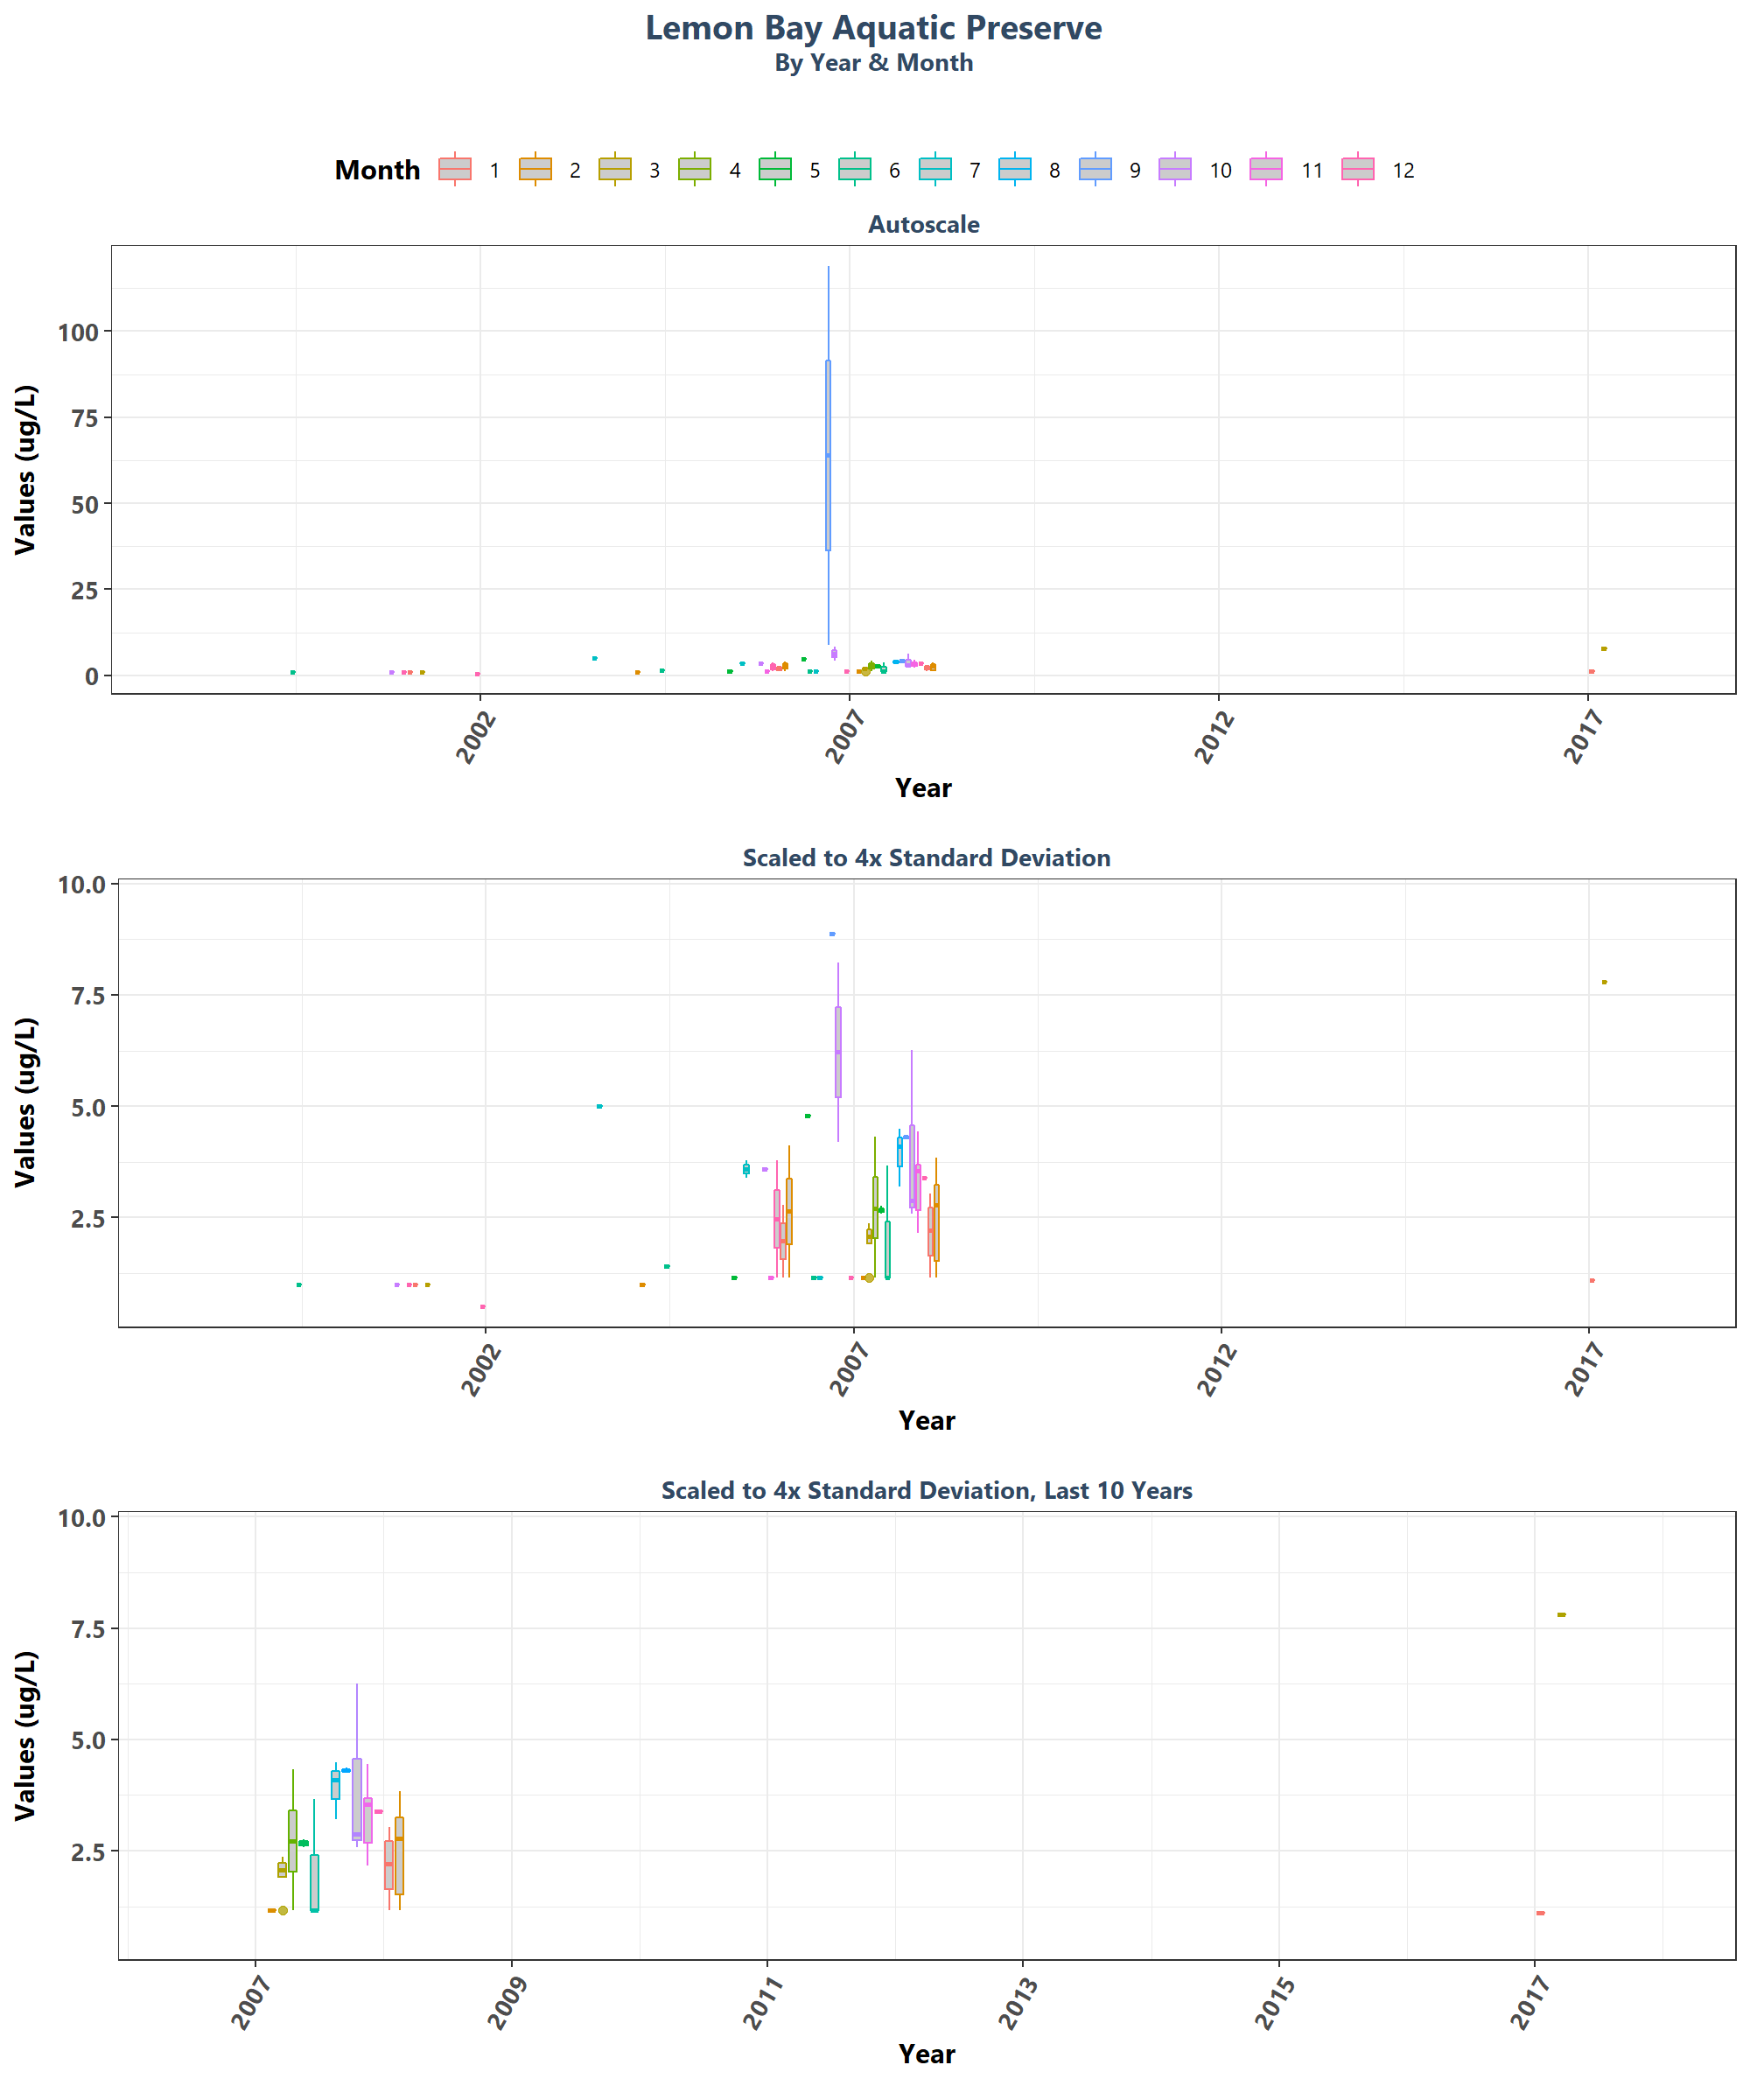 Lemon Bay Aquatic Preserve
By Year & Month
Month 1 2 3 4 5 6 7 8 9 10 11 12
Autoscale
Values (ug/L)
100
75
50
25
0
2002 2007 2012 2017
Year
Scaled to 4x Standard Deviation
Values (ug/L)
10.0
7.5
5.0
2.5
2002 2007 2012 2017
Year
Scaled to 4x Standard Deviation, Last 10 Years
Values (ug/L)
10.0
7.5
5.0
2.5
2007 2009 2011 2013 2015 2017
Year